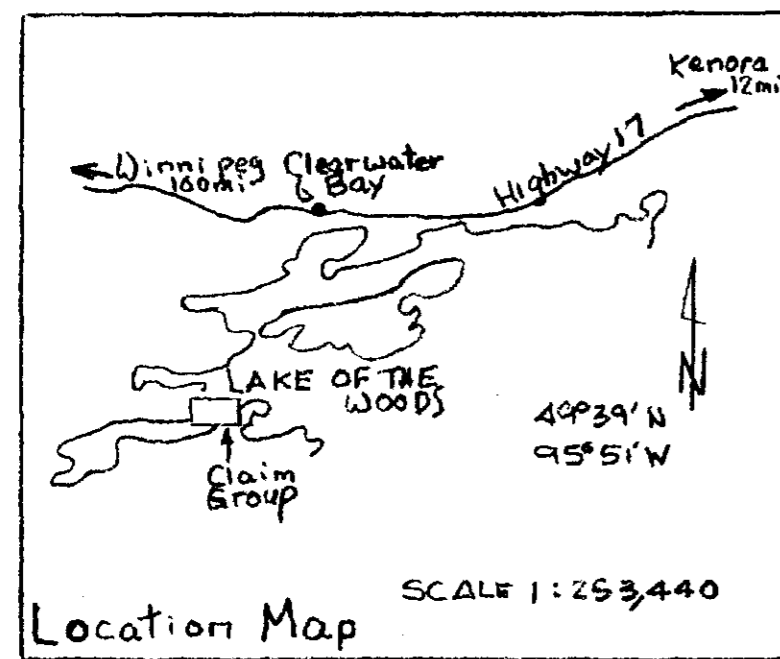 Kenora
12mi
Highway 17
Winnipeg
100mi
Clearwater
Bay
LAKE OF THE
WOODS
N
49°39'N
95°51'W
Claim
Group
SCALE 1:253,440
Location Map